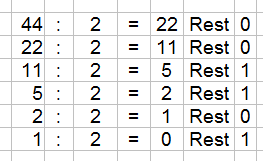 44 : 2 = 22 Rest 0
22 : 2 = 11 Rest 0
11 : 2 = 5 Rest 1
5 : 2 = 2 Rest 1
2 : 2 = 1 Rest 0
1 : 2 = 0 Rest 1